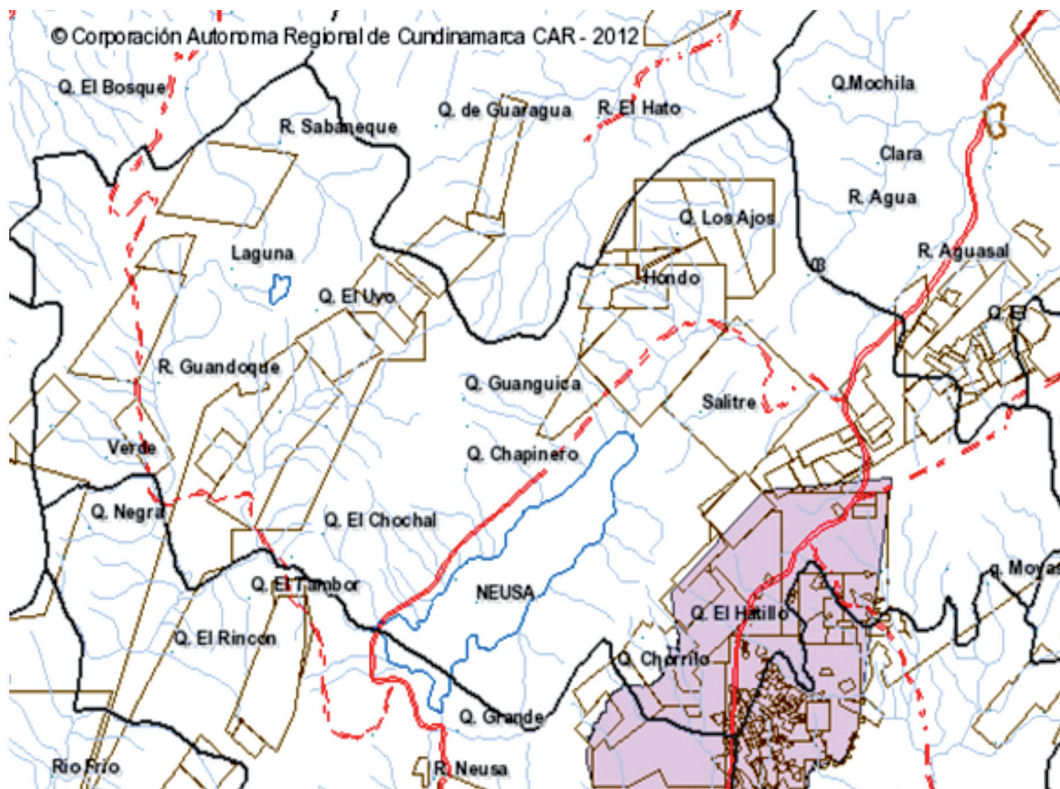 © Corporación Autonoma Regional de Cundinamarca CAR - 2012
Q. El Bosque
Q.Mochila
Q. de Guaragua
R. El Hato
R. Sabaneque
Clara
R. Agua
Q. Los Ajos
Laguna
R. Aguasal
Hondo
Q. El Uvo
Q. El
R. Guandoque
Q. Guanguica
Salitre
Verde
Q. Chapinero
Q. Negra
Q. El Chochal
q. Moyas
Q. El Tambor
NEUSA
Q. El Hatillo
Q. El Rincon
Q. Chorrilo
Q. Grande
Rio Frio
R. Neusa